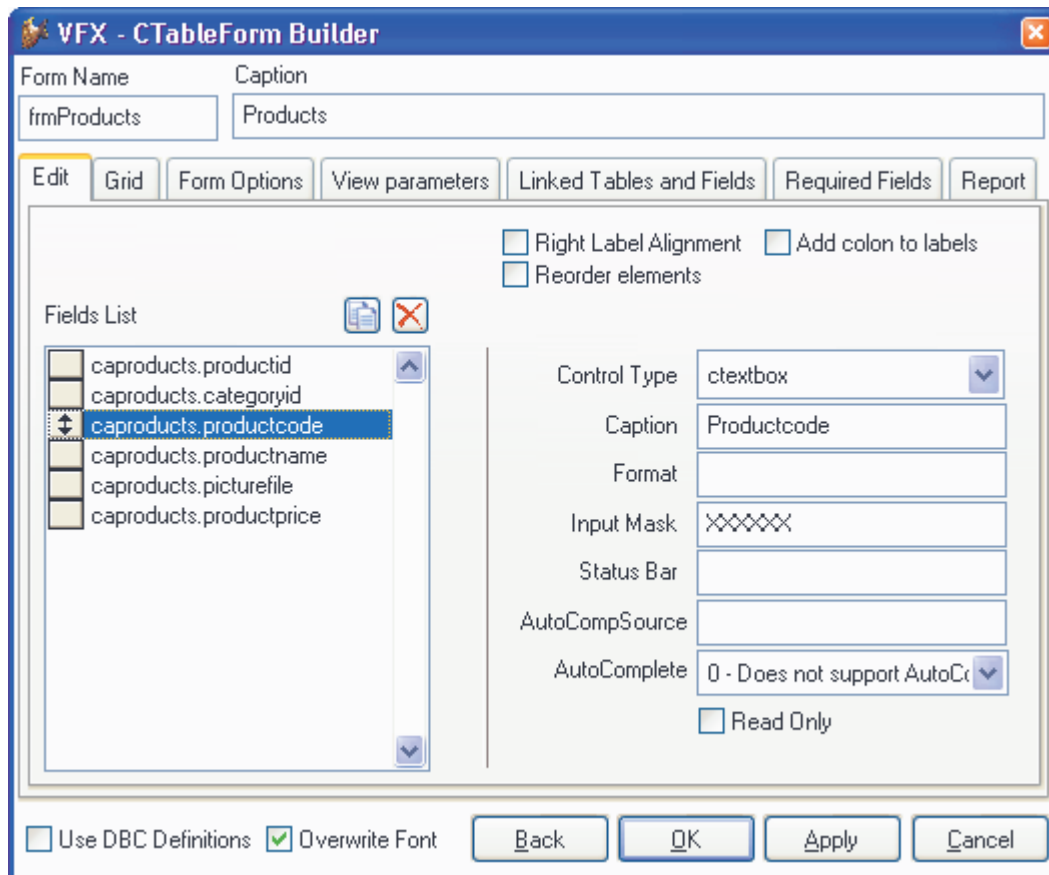 VFX - CTableForm Builder
Form Name Caption
frmProducts Products
Edit Grid Form Options View parameters Linked Tables and Fields Required Fields Report
Right Label Alignment Add colon to labels
Reorder elements
Fields List
caproducts.productid
caproducts.categoryid
caproducts.productcode
caproducts.productname
caproducts.picturefile
caproducts.productprice
Control Type ctextbox
Caption Productcode
Format
Input Mask XXXXXX
Status Bar
AutoCompSource
AutoComplete 0 - Does not support AutoCo
Read Only
Use DBC Definitions Overwrite Font Back OK Apply Cancel